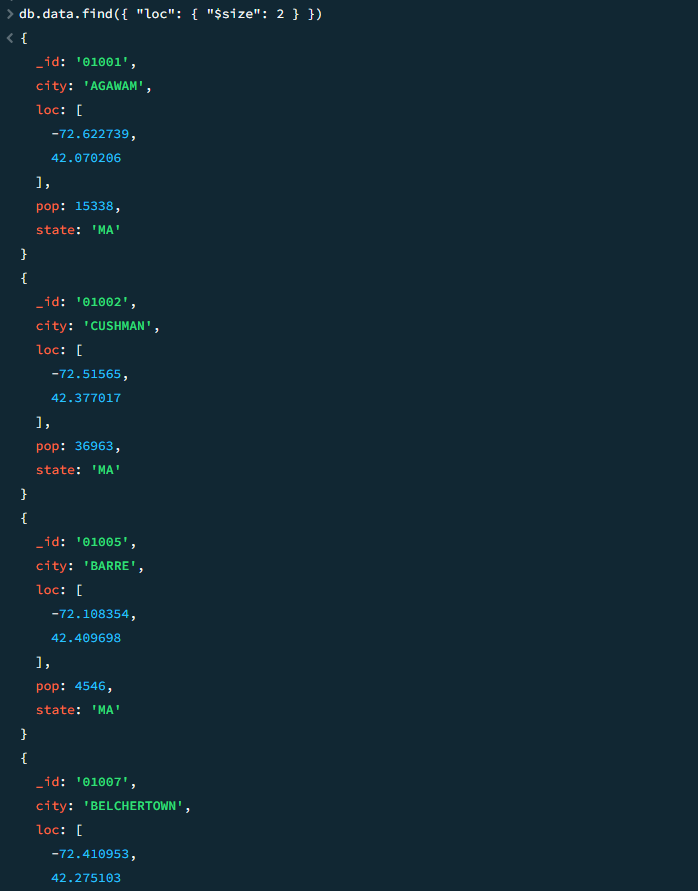 > db.data.find({ "loc": { "$size": 2 } })
< {
_id: '01001',
city: 'AGAWAM',
loc: [
-72.622739,
42.070206
],
pop: 15338,
state: 'MA'
}
{
_id: '01002',
city: 'CUSHMAN',
loc: [
-72.51565,
42.377017
],
pop: 36963,
state: 'MA'
}
{
_id: '01005',
city: 'BARRE',
loc: [
-72.108354,
42.409698
],
pop: 4546,
state: 'MA'
}
{
_id: '01007',
city: 'BELCHERTOWN',
loc: [
-72.410953,
42.275103